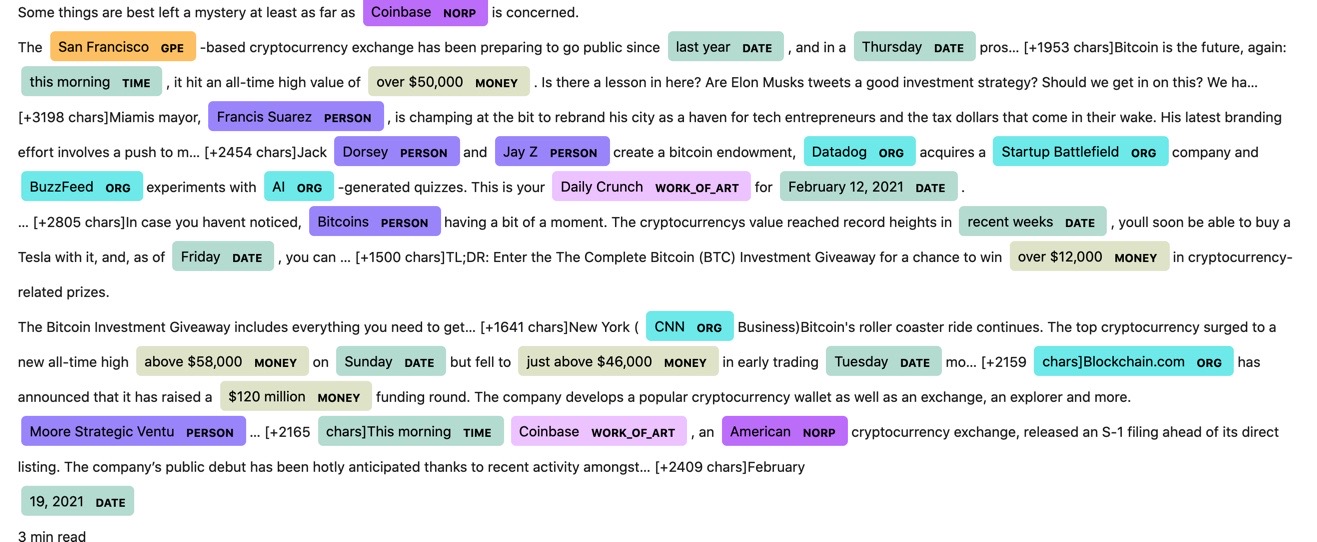 Some things are best left a mystery at least as far as Coinbase NORP is concerned.
The San Francisco GPE -based cryptocurrency exchange has been preparing to go public since last year DATE , and in a Thursday DATE pros... [+1953 chars]Bitcoin is the future, again:
this morning TIME , it hit an all-time high value of over $50,000 MONEY . Is there a lesson in here? Are Elon Musks tweets a good investment strategy? Should we get in on this? We ha...
[+3198 chars]Miamis mayor, Francis Suarez PERSON , is champing at the bit to rebrand his city as a haven for tech entrepreneurs and the tax dollars that come in their wake. His latest branding
effort involves a push to m... [+2454 chars]Jack Dorsey PERSON and Jay Z PERSON create a bitcoin endowment, Datadog ORG acquires a Startup Battlefield ORG company and
BuzzFeed ORG experiments with AI ORG -generated quizzes. This is your Daily Crunch WORK_OF_ART for February 12, 2021 DATE .
... [+2805 chars]In case you havent noticed, Bitcoins PERSON having a bit of a moment. The cryptocurrencys value reached record heights in recent weeks DATE , youll soon be able to buy a
Tesla with it, and, as of Friday DATE , you can ... [+1500 chars]TL;DR: Enter the The Complete Bitcoin (BTC) Investment Giveaway for a chance to win over $12,000 MONEY in cryptocurrency-
related prizes.
The Bitcoin Investment Giveaway includes everything you need to get... [+1641 chars]New York ( CNN ORG Business)Bitcoin's roller coaster ride continues. The top cryptocurrency surged to a
new all-time high above $58,000 MONEY on Sunday DATE but fell to just above $46,000 MONEY in early trading Tuesday DATE mo... [+2159 chars]Blockchain.com ORG has
announced that it has raised a $120 million MONEY funding round. The company develops a popular cryptocurrency wallet as well as an exchange, an explorer and more.
Moore Strategic Ventu PERSON ... [+2165 chars]This morning TIME Coinbase WORK_OF_ART , an American NORP cryptocurrency exchange, released an S-1 filing ahead of its direct
listing. The company’s public debut has been hotly anticipated thanks to recent activity amongst... [+2409 chars]February
19, 2021 DATE
3 min read